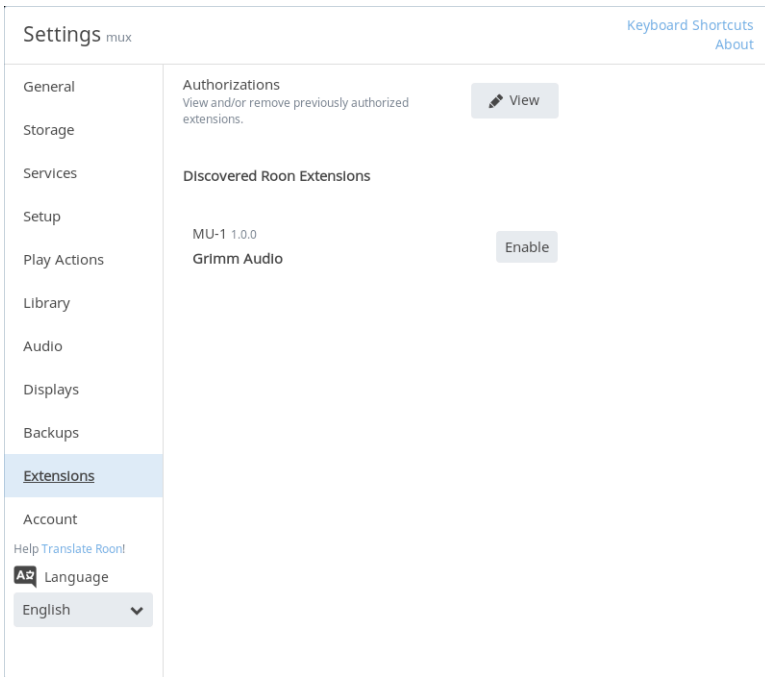 Settings mux
Keyboard Shortcuts
About
General
Storage
Services
Setup
Play Actions
Library
Audio
Displays
Backups
Extensions
Account
Help Translate Roon!
Language
English
Authorizations
View and/or remove previously authorized
extensions.
View
Discovered Roon Extensions
MU-1 1.0.0
Grimm Audio
Enable